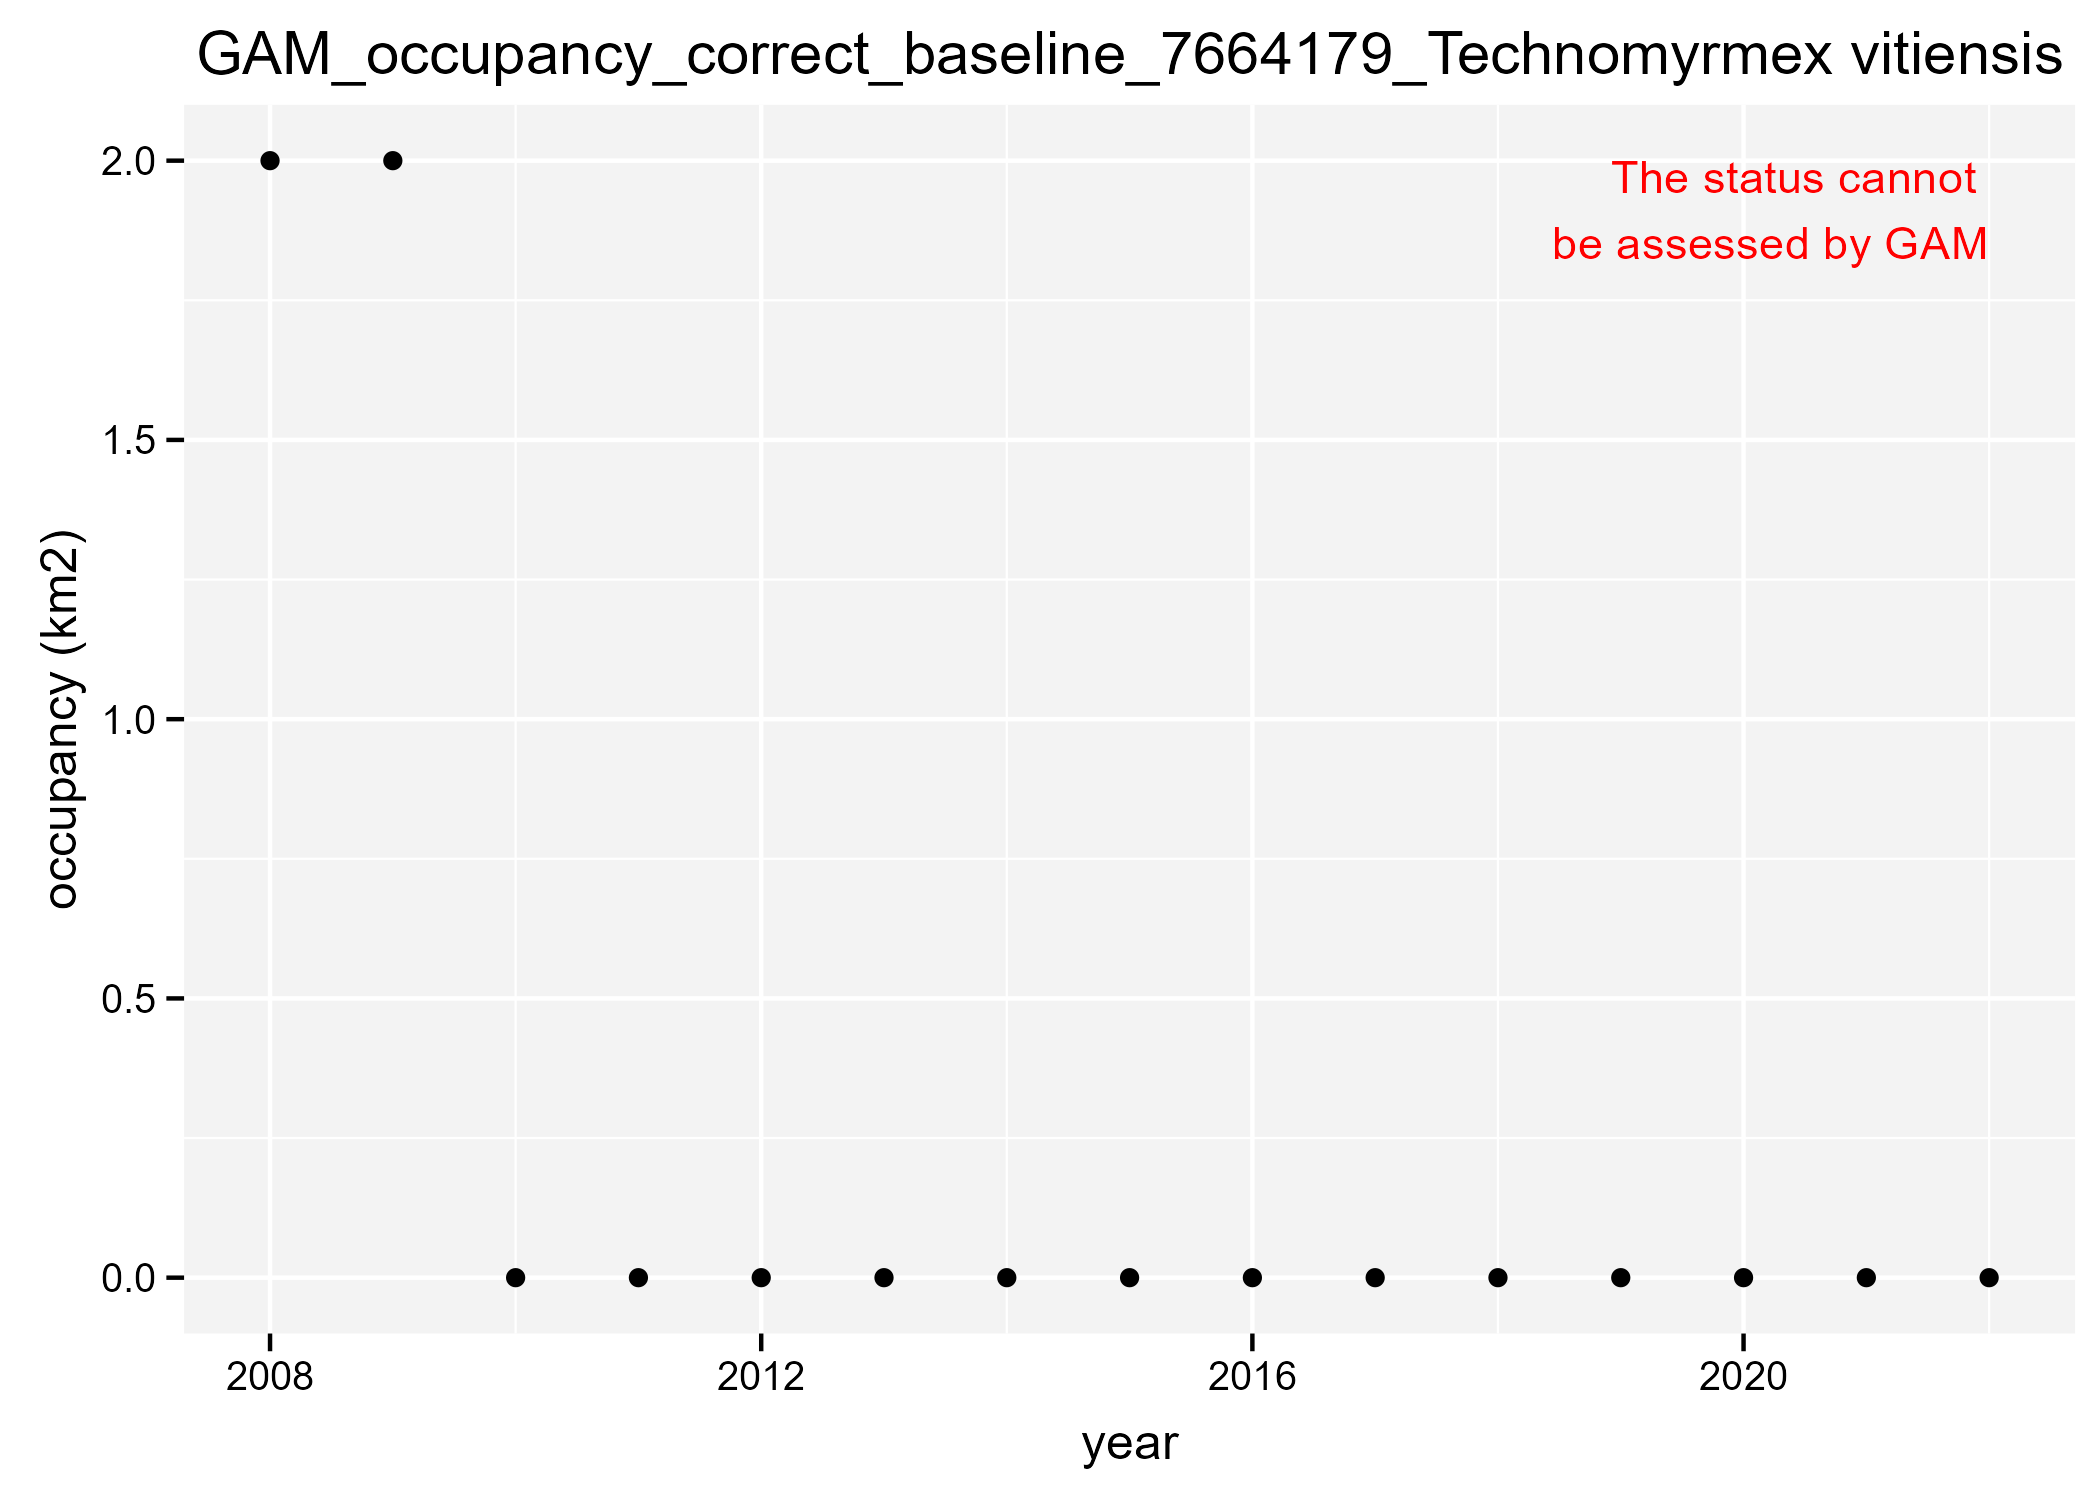 GAM_occupancy_correct_baseline_7664179_Technomyrmex vitiensis
The status cannot
be assessed by GAM
2.0
1.5
1.0
0.5
0.0
occupancy (km2)
2008 2012 2016 2020
year